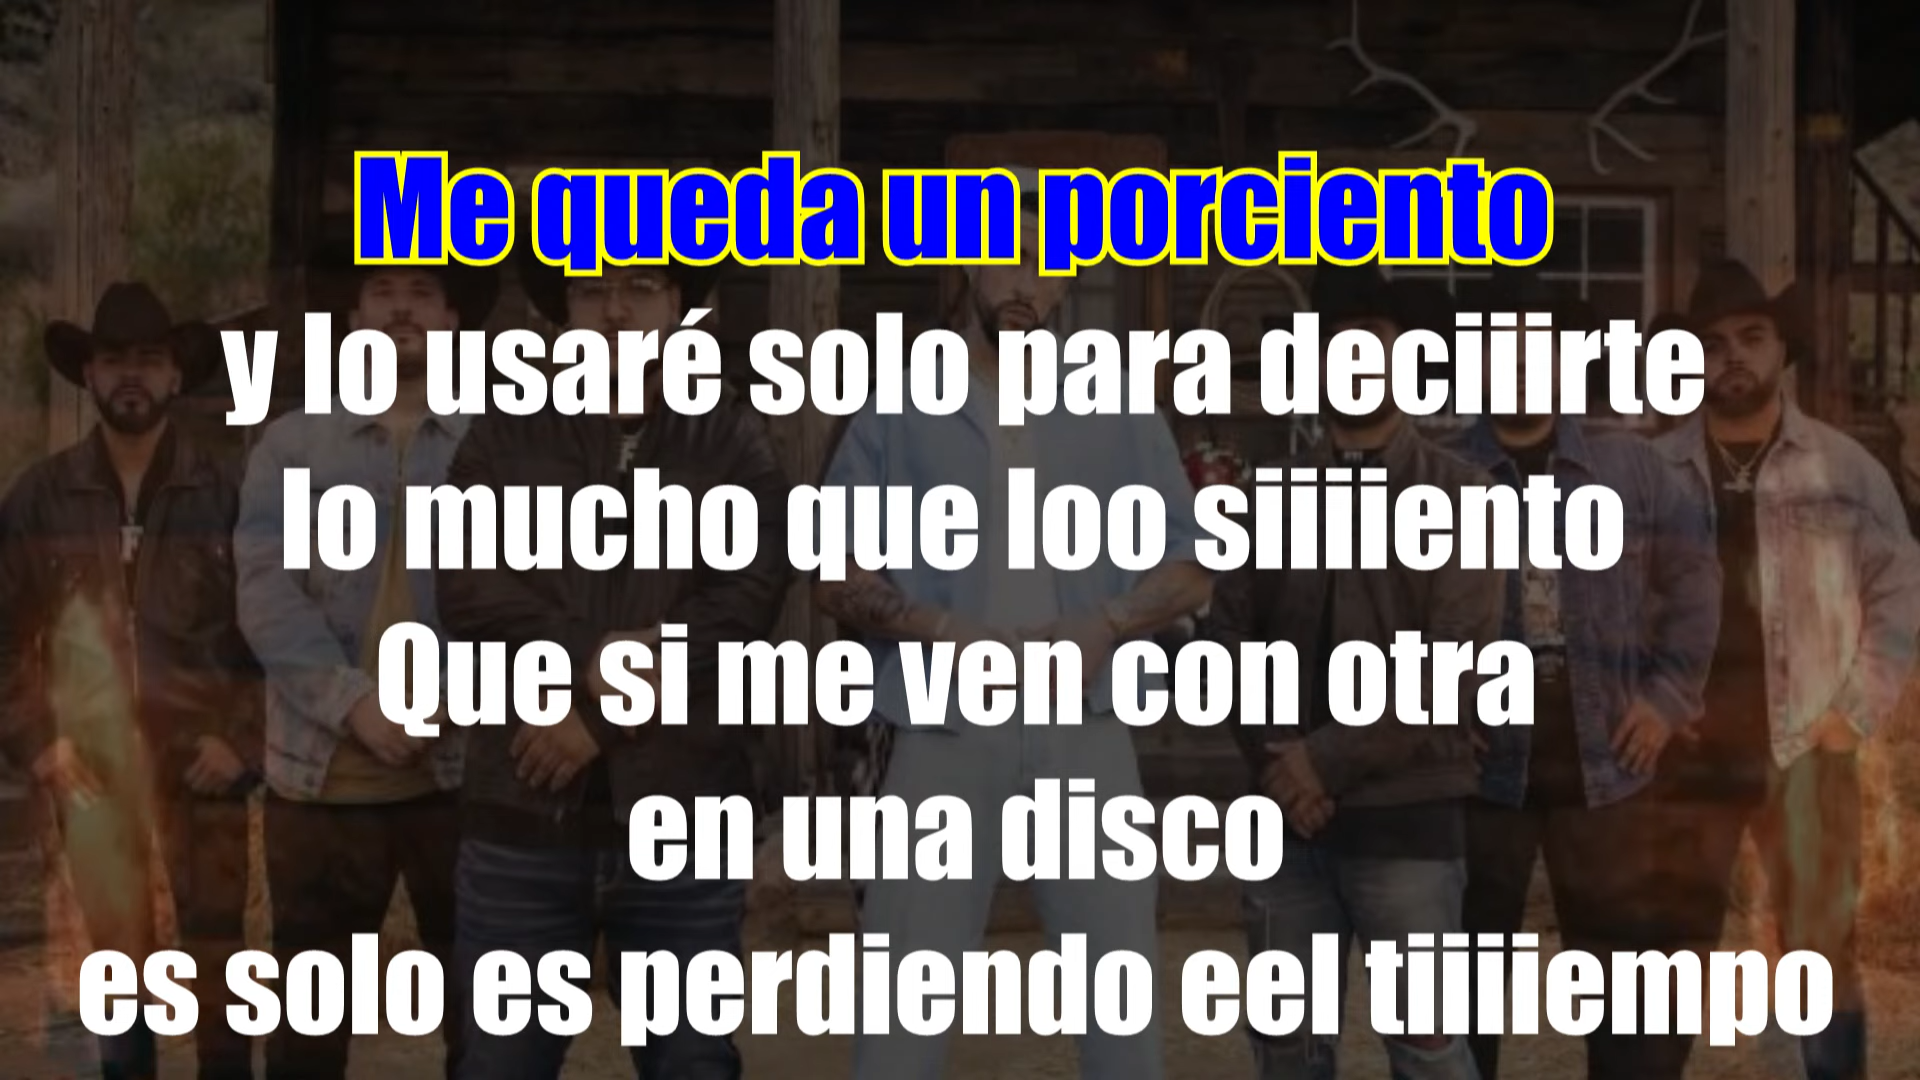 Me queda un porciento
y lo usaré solo para deciiirte
lo mucho que loo siiiiento
Que si me ven con otra
en una disco
es solo es perdiendo eel tiiiiempo